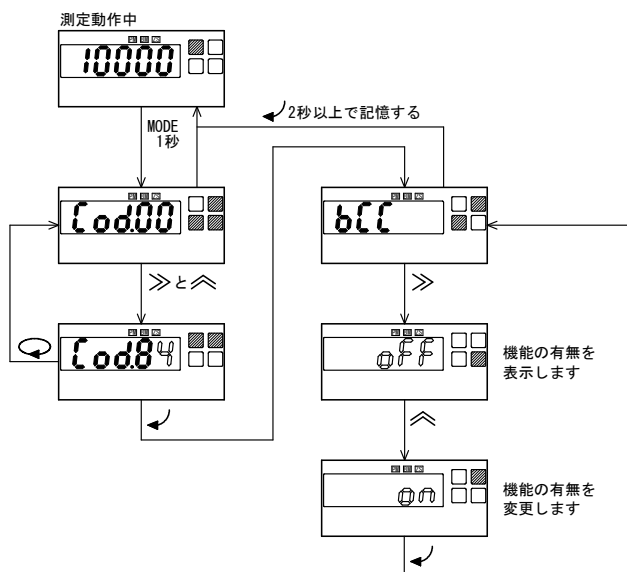 測定動作中
10000
2秒以上で記憶する
MODE
1秒
Cod.00
bCC
≫と︽
≫
Cod.84
oFF
機能の有無を
表示します
︽
on
機能の有無を
変更します